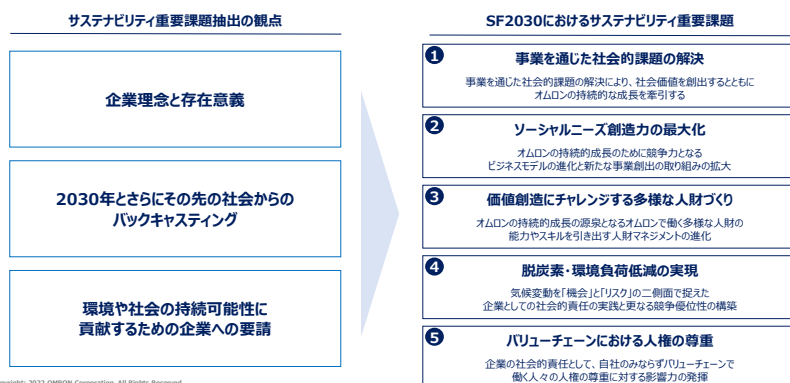 サステナビリティ重要課題抽出の観点
企業理念と存在意義
2030年とさらにその先の社会からの
バックキャスティング
環境や社会の持続可能性に
貢献するための企業への要請
SF2030におけるサステナビリティ重要課題
1 事業を通じた社会的課題の解決
事業を通じた社会的課題の解決により、社会価値を創出するとともに
オムロンの持続的な成長を牽引する
2 ソーシャルニーズ創造力の最大化
オムロンの持続的成長のために競争力となる
ビジネスモデルの進化と新たな事業創出の取り組みの拡大
3 価値創造にチャレンジする多様な人財づくり
オムロンの持続的成長の源泉となるオムロンで働く多様な人財の
能力やスキルを引き出す人財マネジメントの進化
4 脱炭素・環境負荷低減の実現
気候変動を「機会」と「リスク」の二側面で捉えた
企業としての社会的責任の実践と更なる競争優位性の構築
5 バリューチェーンにおける人権の尊重
企業の社会的責任として、自社のみならずバリューチェーンで
働く人々の人権の尊重に対する影響力の発揮
Copyright: 2022 OMRON Corporation. All Rights Reserved.